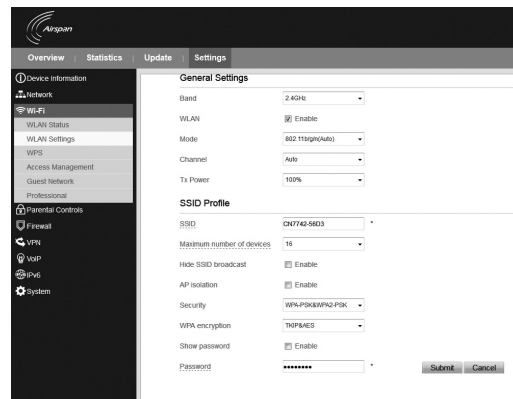 Airspan
Overview | Statistics | Update | Settings
Device Information
Network
Wi-Fi
WLAN Status
WLAN Settings
WPS
Access Management
Guest Network
Professional
Parental Controls
Firewall
VPN
VoIP
IPv6
System
General Settings
Band 2.4GHz
WLAN Enable
Mode 802.11b/g/n(Auto)
Channel Auto
Tx Power 100%
SSID Profile
SSID CN7742-56D3 *
Maximum number of devices 16
Hide SSID broadcast Enable
AP isolation Enable
Security WPA-PSK&WPA2-PSK
WPA encryption TKIP&AES
Show password Enable
Password •••••••• *
Submit Cancel